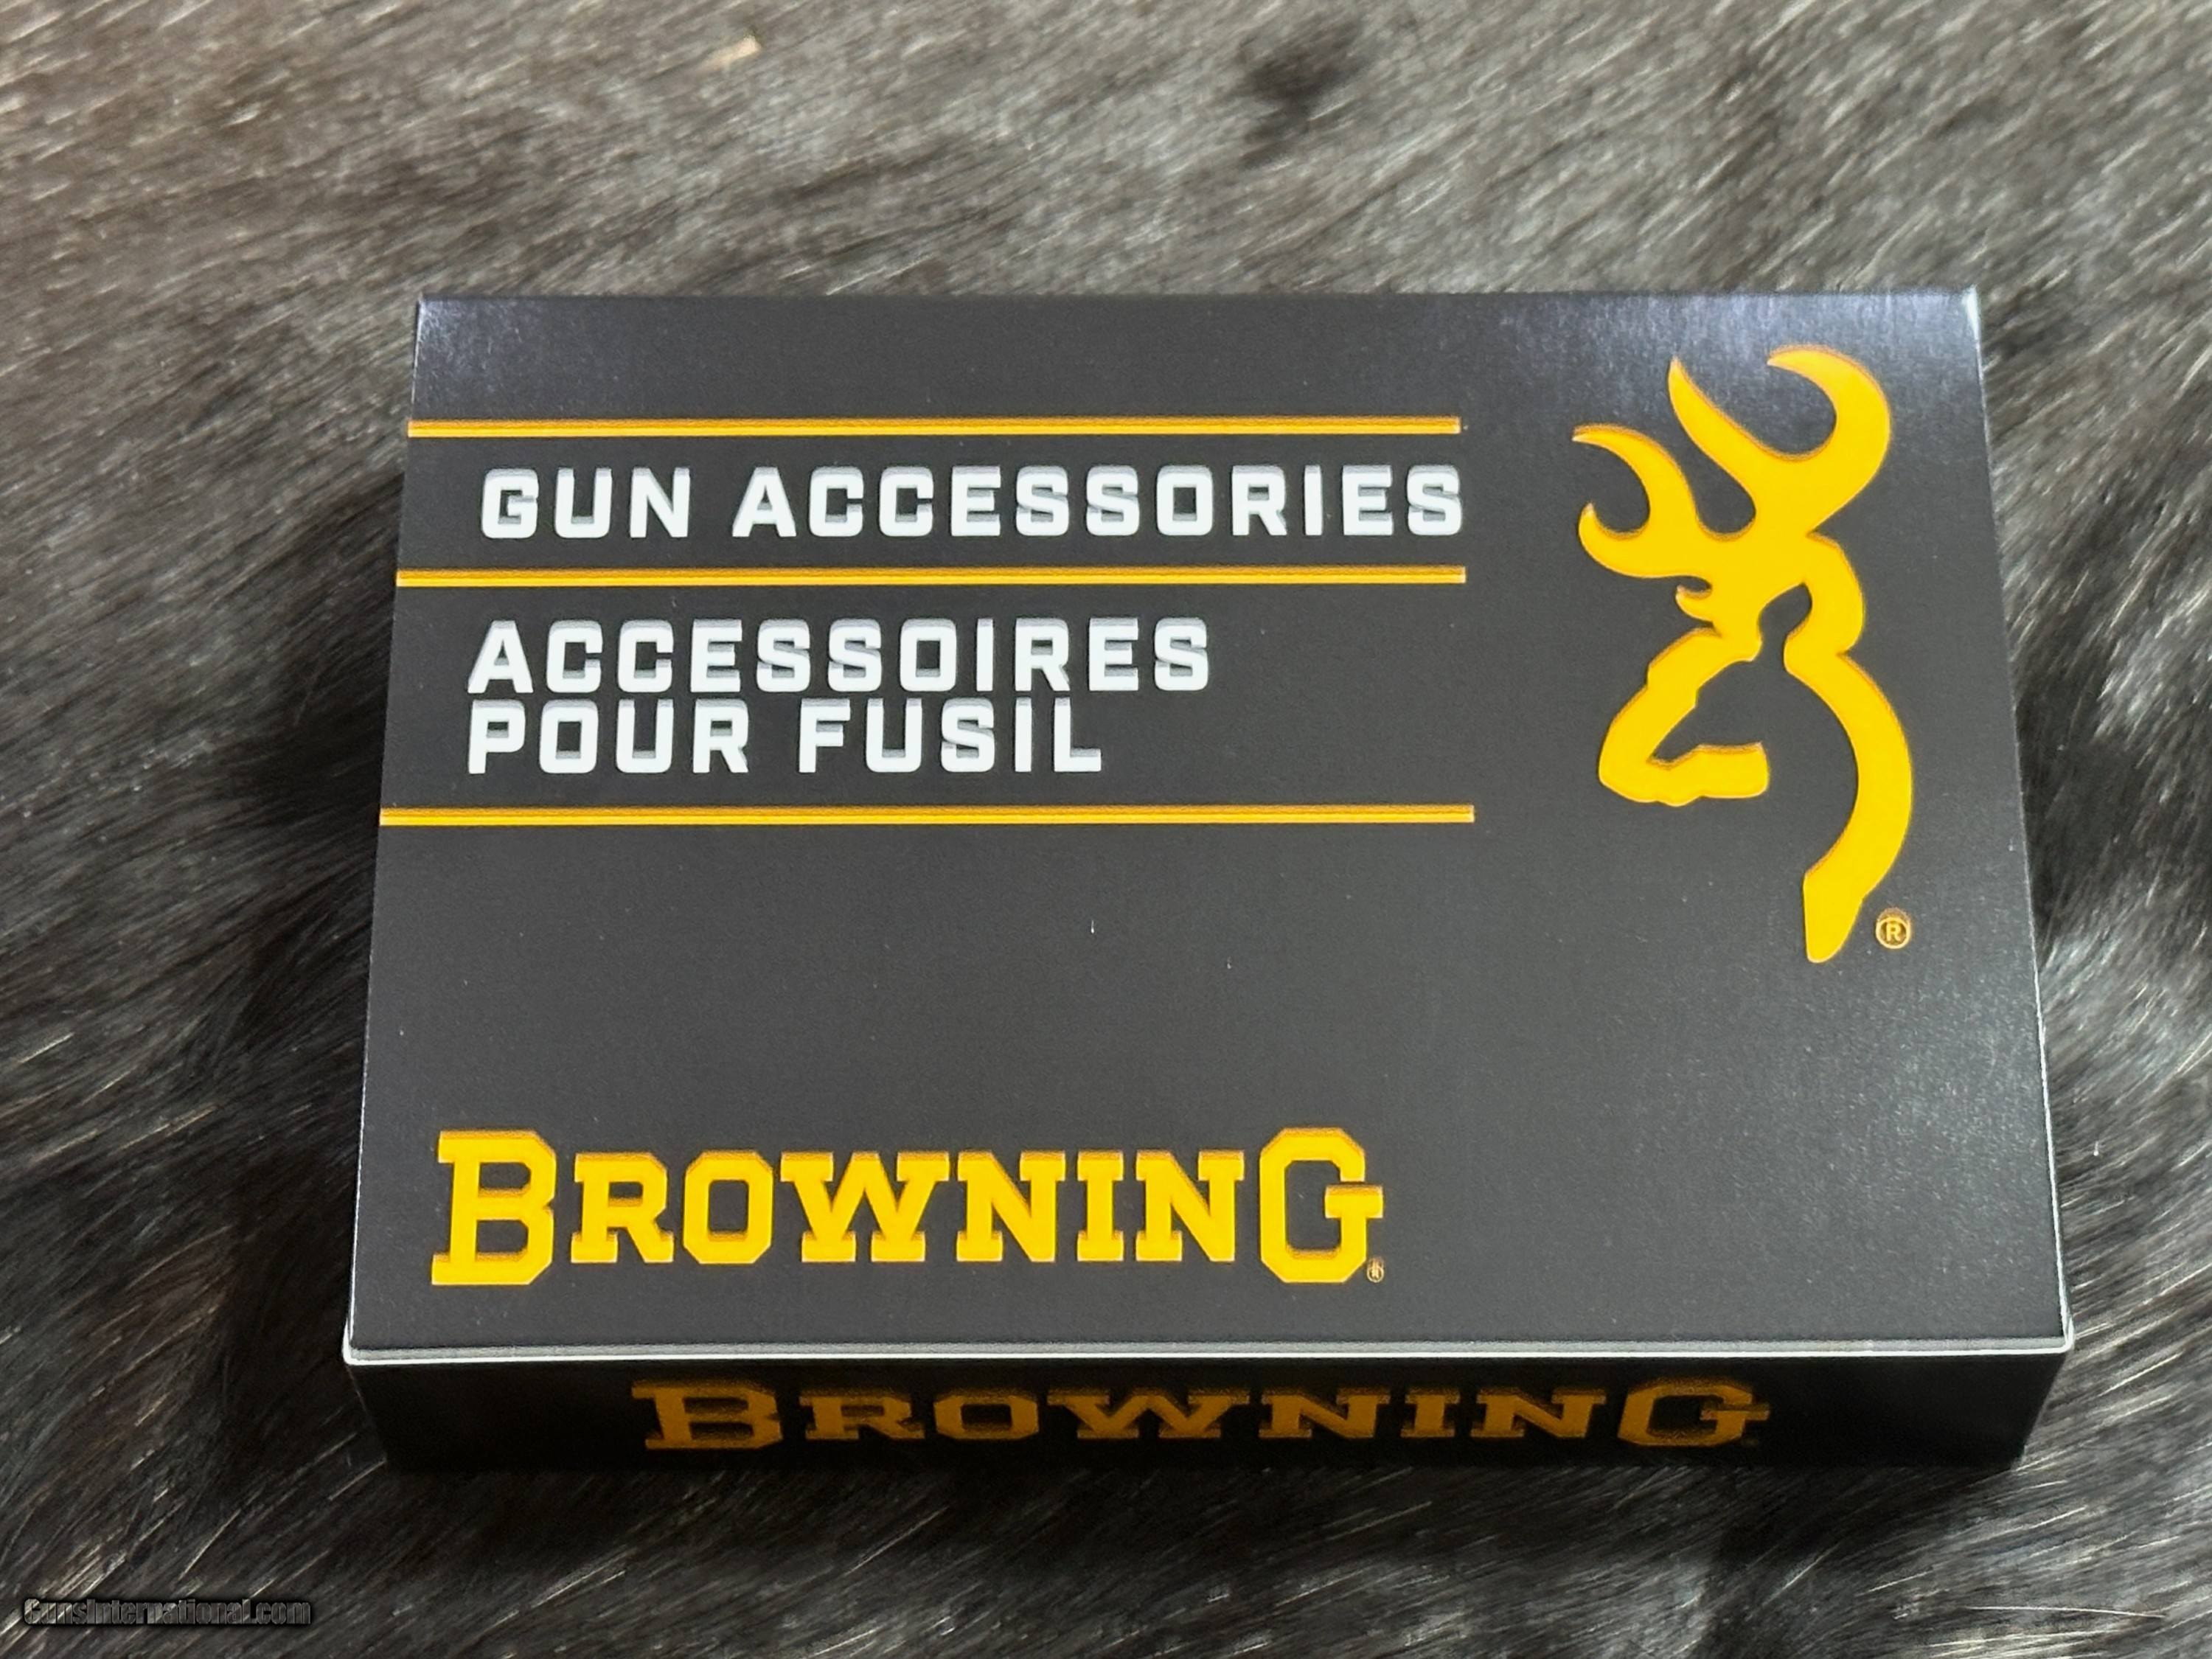 GUN ACCESSORIES
ACCESSOIRES
POUR FUSIL
®
BROWNING®
BROWNING
GunsInternational.com